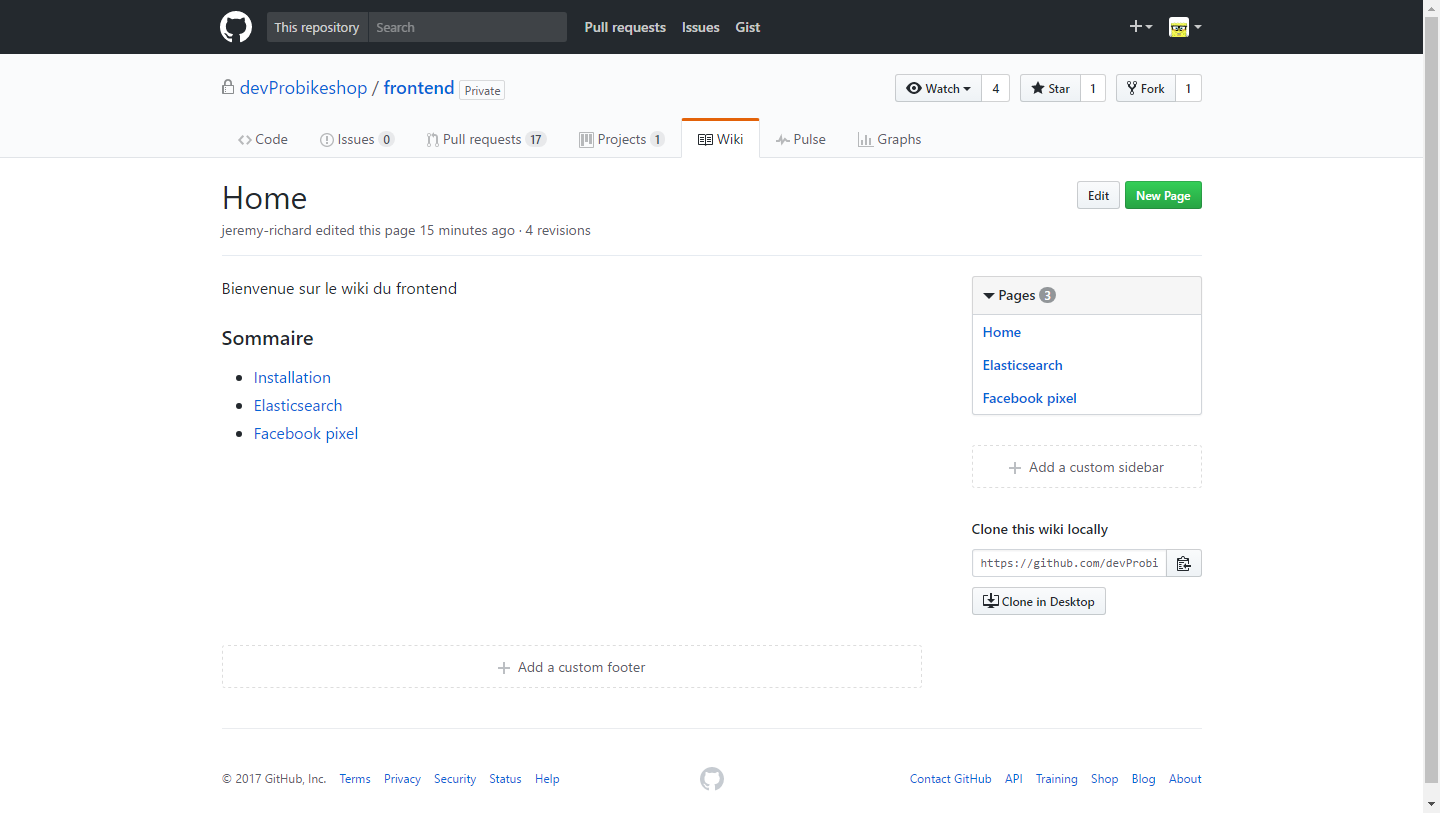 This repository Search Pull requests Issues Gist
devProbikeshop / frontend Private Watch 4 Star 1 Fork 1
Code Issues 0 Pull requests 17 Projects 1 Wiki Pulse Graphs
Home Edit New Page
jeremy-richard edited this page 15 minutes ago · 4 revisions
Bienvenue sur le wiki du frontend
Sommaire
Installation
Elasticsearch
Facebook pixel
Pages 3
Home
Elasticsearch
Facebook pixel
Add a custom sidebar
Clone this wiki locally
https://github.com/devProbi
Clone in Desktop
Add a custom footer
© 2017 GitHub, Inc. Terms Privacy Security Status Help Contact GitHub API Training Shop Blog About